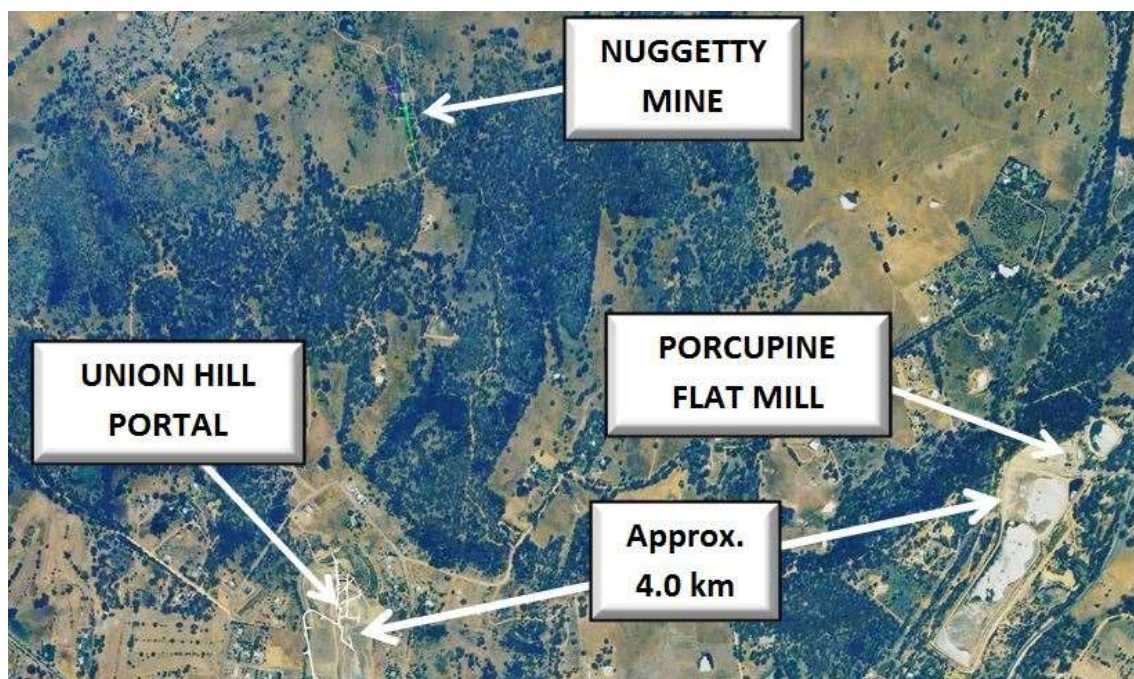 NUGGETTY
MINE
UNION HILL
PORTAL
PORCUPINE
FLAT MILL
Approx.
4.0 km